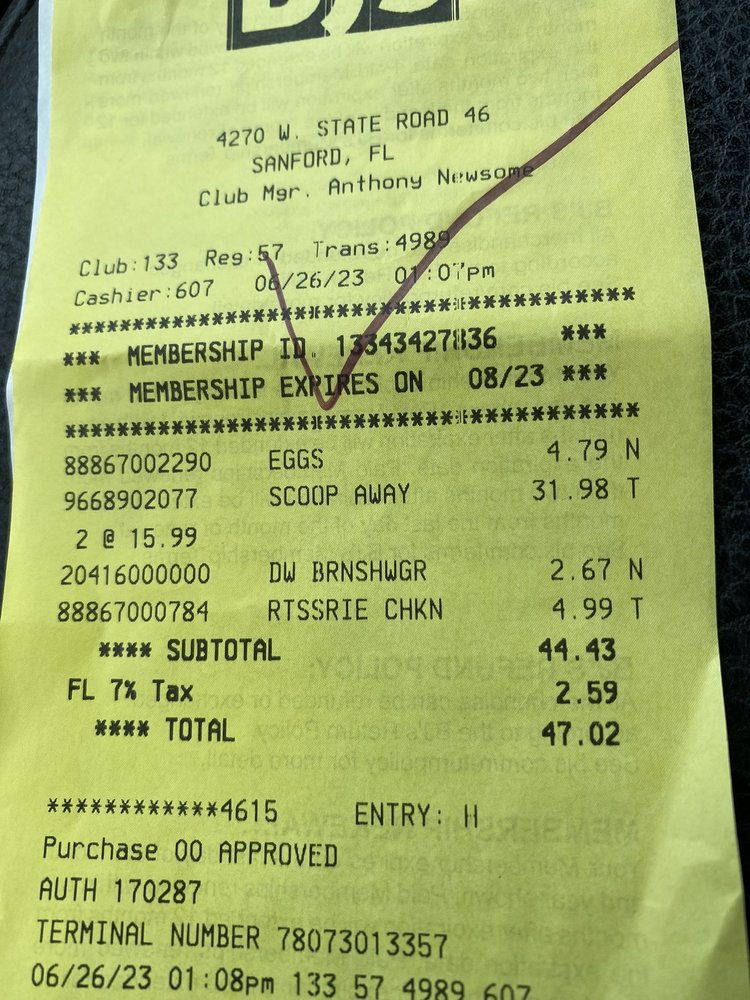 BJ's
4270 W. STATE ROAD 46
SANFORD, FL
Club Mgr. Anthony Newsome
Club:133 Reg:57 Trans:4989
Cashier:607 06/26/23 01:07pm
******************************************
*** MEMBERSHIP ID. 13343427836 ***
*** MEMBERSHIP EXPIRES ON 08/23 ***
******************************************
88867002290 EGGS 4.79 N
9668902077 SCOOP AWAY 31.98 T
2 @ 15.99
20416000000 DW BRNSHWGR 2.67 N
88867000784 RTSSRIE CHKN 4.99 T
**** SUBTOTAL 44.43
FL 7% Tax 2.59
**** TOTAL 47.02
************4615 ENTRY: H
Purchase 00 APPROVED
AUTH 170287
TERMINAL NUMBER 78073013357
06/26/23 01:08pm 133 57 4989 607